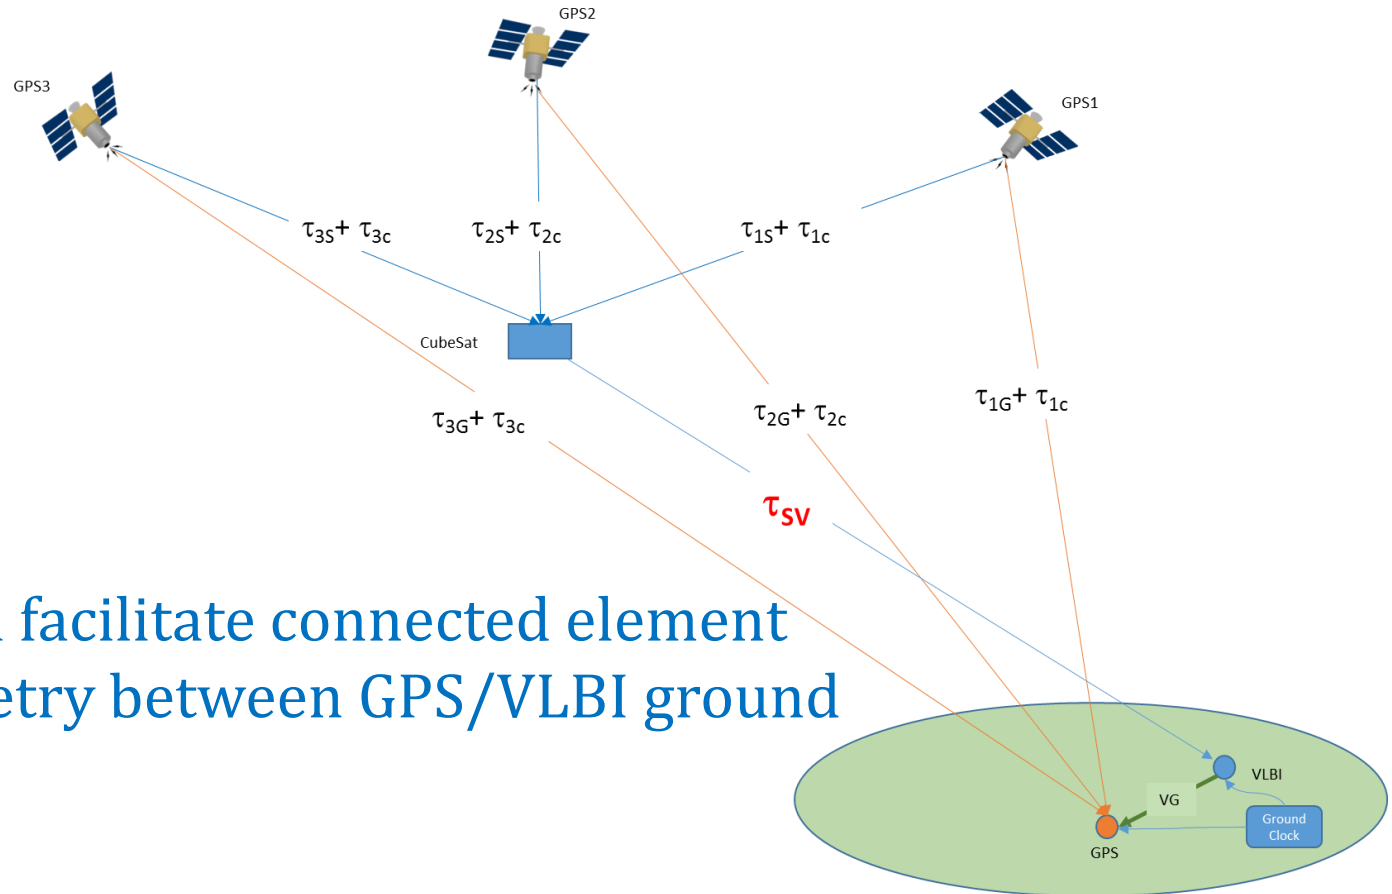 GPS2
GPS3
GPS1
τ3S+ τ3c
τ2S+ τ2c
τ1S+ τ1c
CubeSat
τ3G+ τ3c
τ2G+ τ2c
τ1G+ τ1c
τSV
facilitate connected element
between GPS/VLBI ground
VLBI
VG
Ground
Clock
GPS